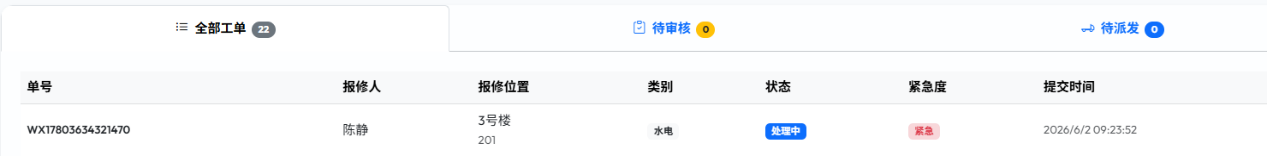 全部工单 22 待审核 0 待派发 0
单号 报修人 报修位置 类别 状态 紧急度 提交时间
WX17803634321470 陈静 3号楼 水电 处理中 紧急 2026/6/2 09:23:52
201